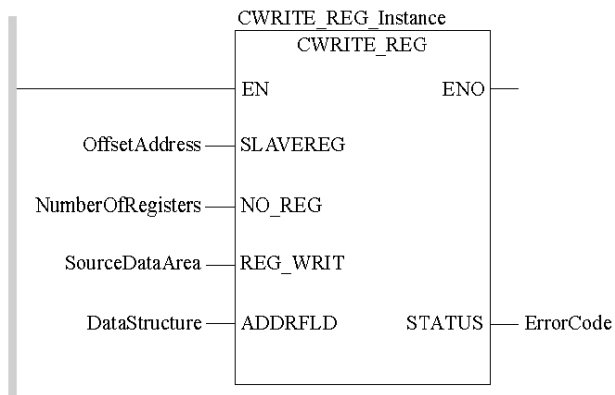 CWRITE_REG_Instance
CWRITE_REG
EN ENO
OffsetAddress SLAVEREG
NumberOfRegisters NO_REG
SourceDataArea REG_WRIT
DataStructure ADDRFLD STATUS ErrorCode